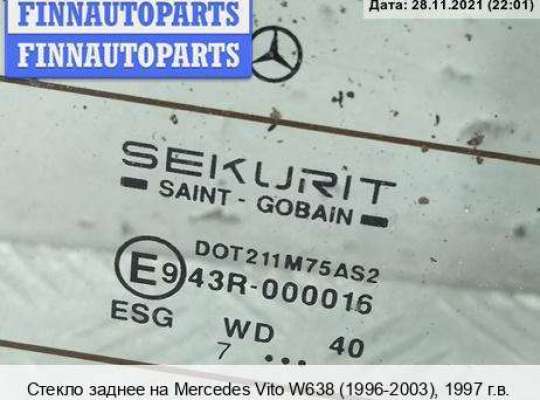 FINNAUTOPARTS
FINNAUTOPARTS
Дата: 28.11.2021 (22:01)
SEKURIT
SAINT - GOBAIN
DOT211M75AS2
E9 43R-000016
ESG WD 40
7 ...
Стекло заднее на Mercedes Vito W638 (1996-2003), 1997 г.в.